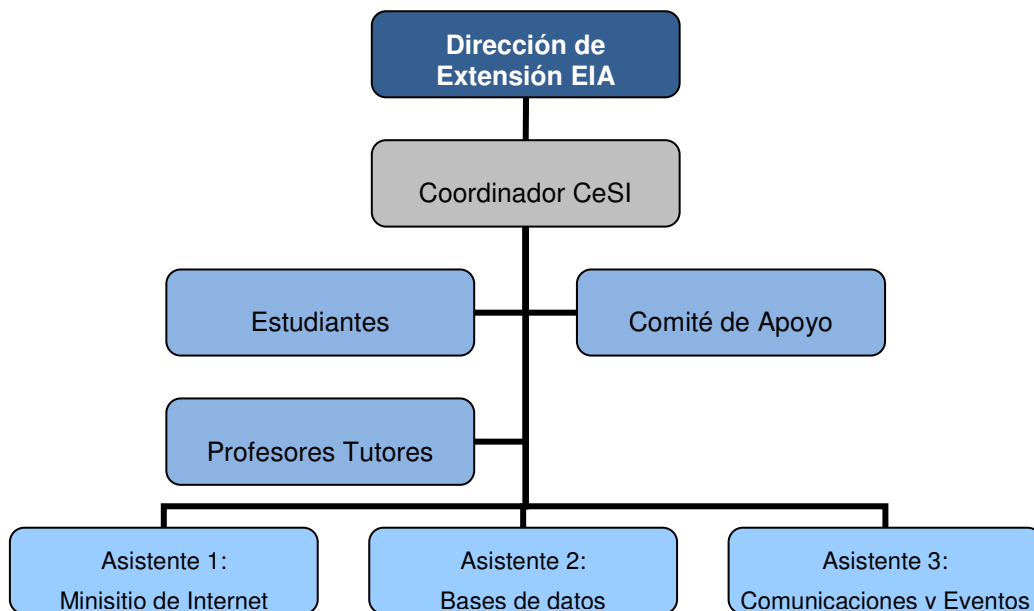 Dirección de
Extensión EIA
Coordinador CeSI
Estudiantes
Comité de Apoyo
Profesores Tutores
Asistente 1:
Minisitio de Internet
Asistente 2:
Bases de datos
Asistente 3:
Comunicaciones y Eventos